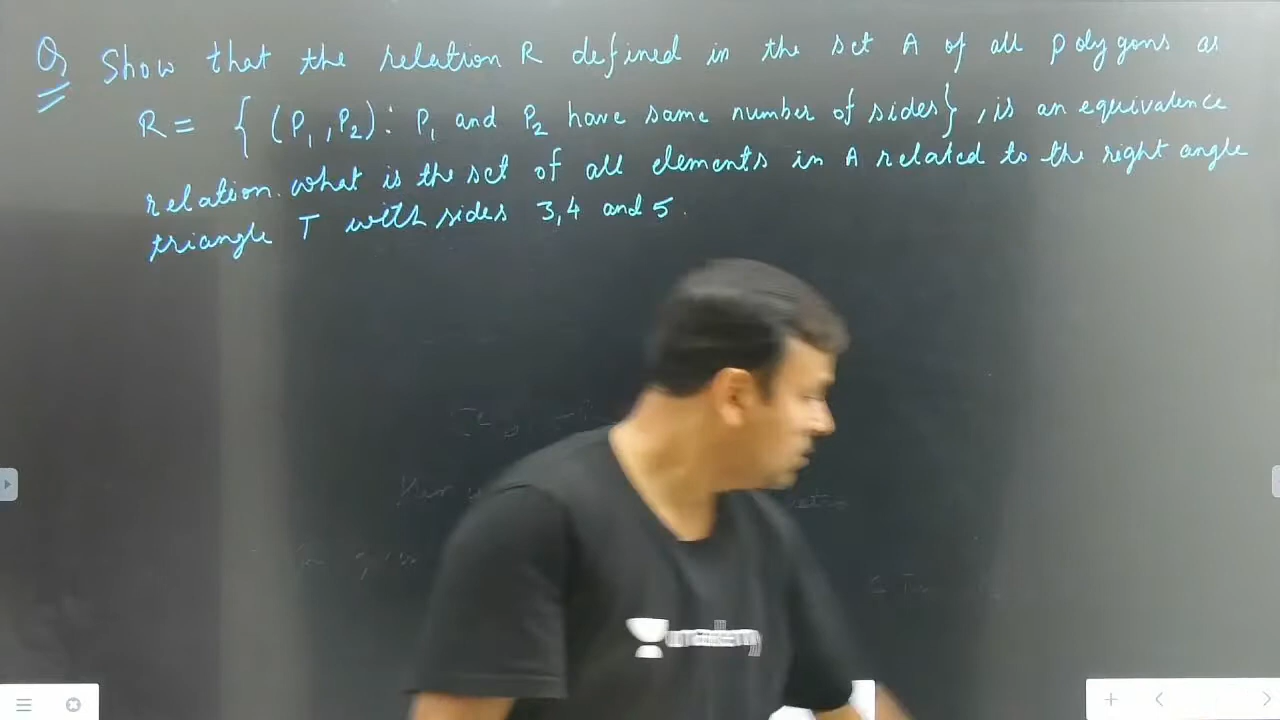 Q Show that the relation R defined in the set A of all polygons as
R = { (P₁, P₂) : P₁ and P₂ have same number of sides } , is an equivalence
relation. what is the set of all elements in A related to the right angle
triangle T with sides 3, 4 and 5.